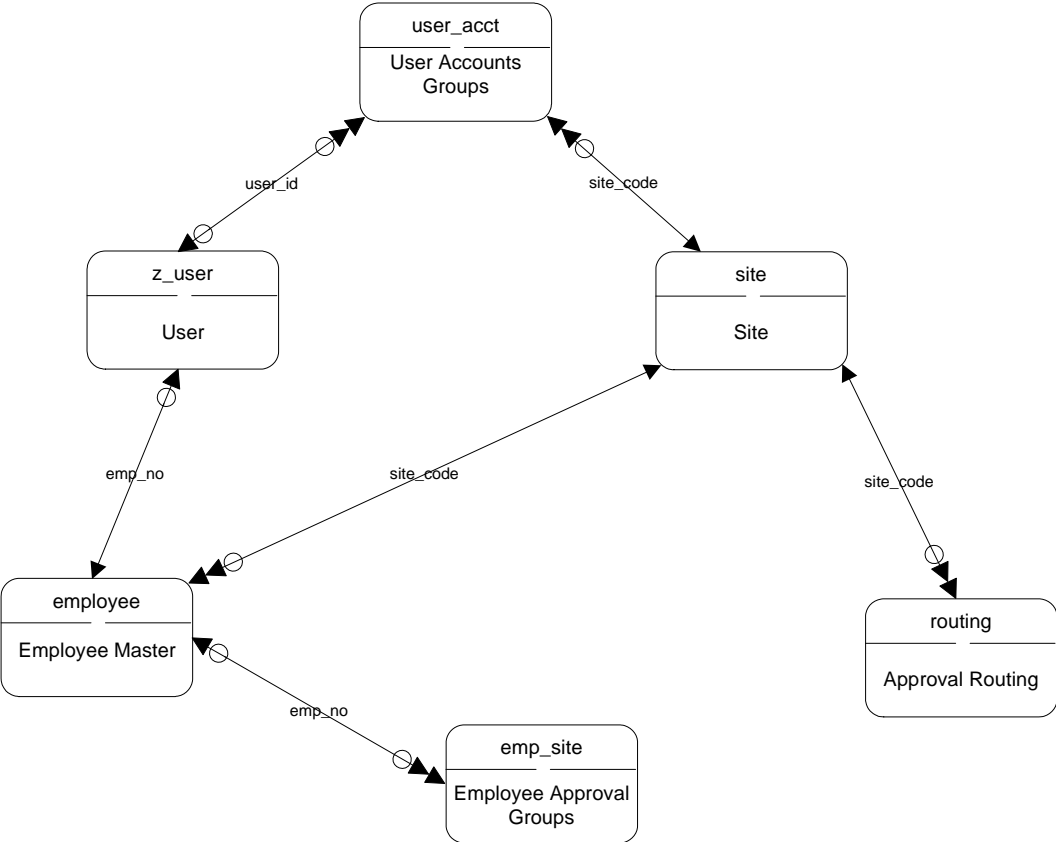 user_acct
User Accounts
Groups
user_id
site_code
z_user
User
site
Site
emp_no
site_code
site_code
employee
Employee Master
routing
Approval Routing
emp_no
emp_site
Employee Approval
Groups